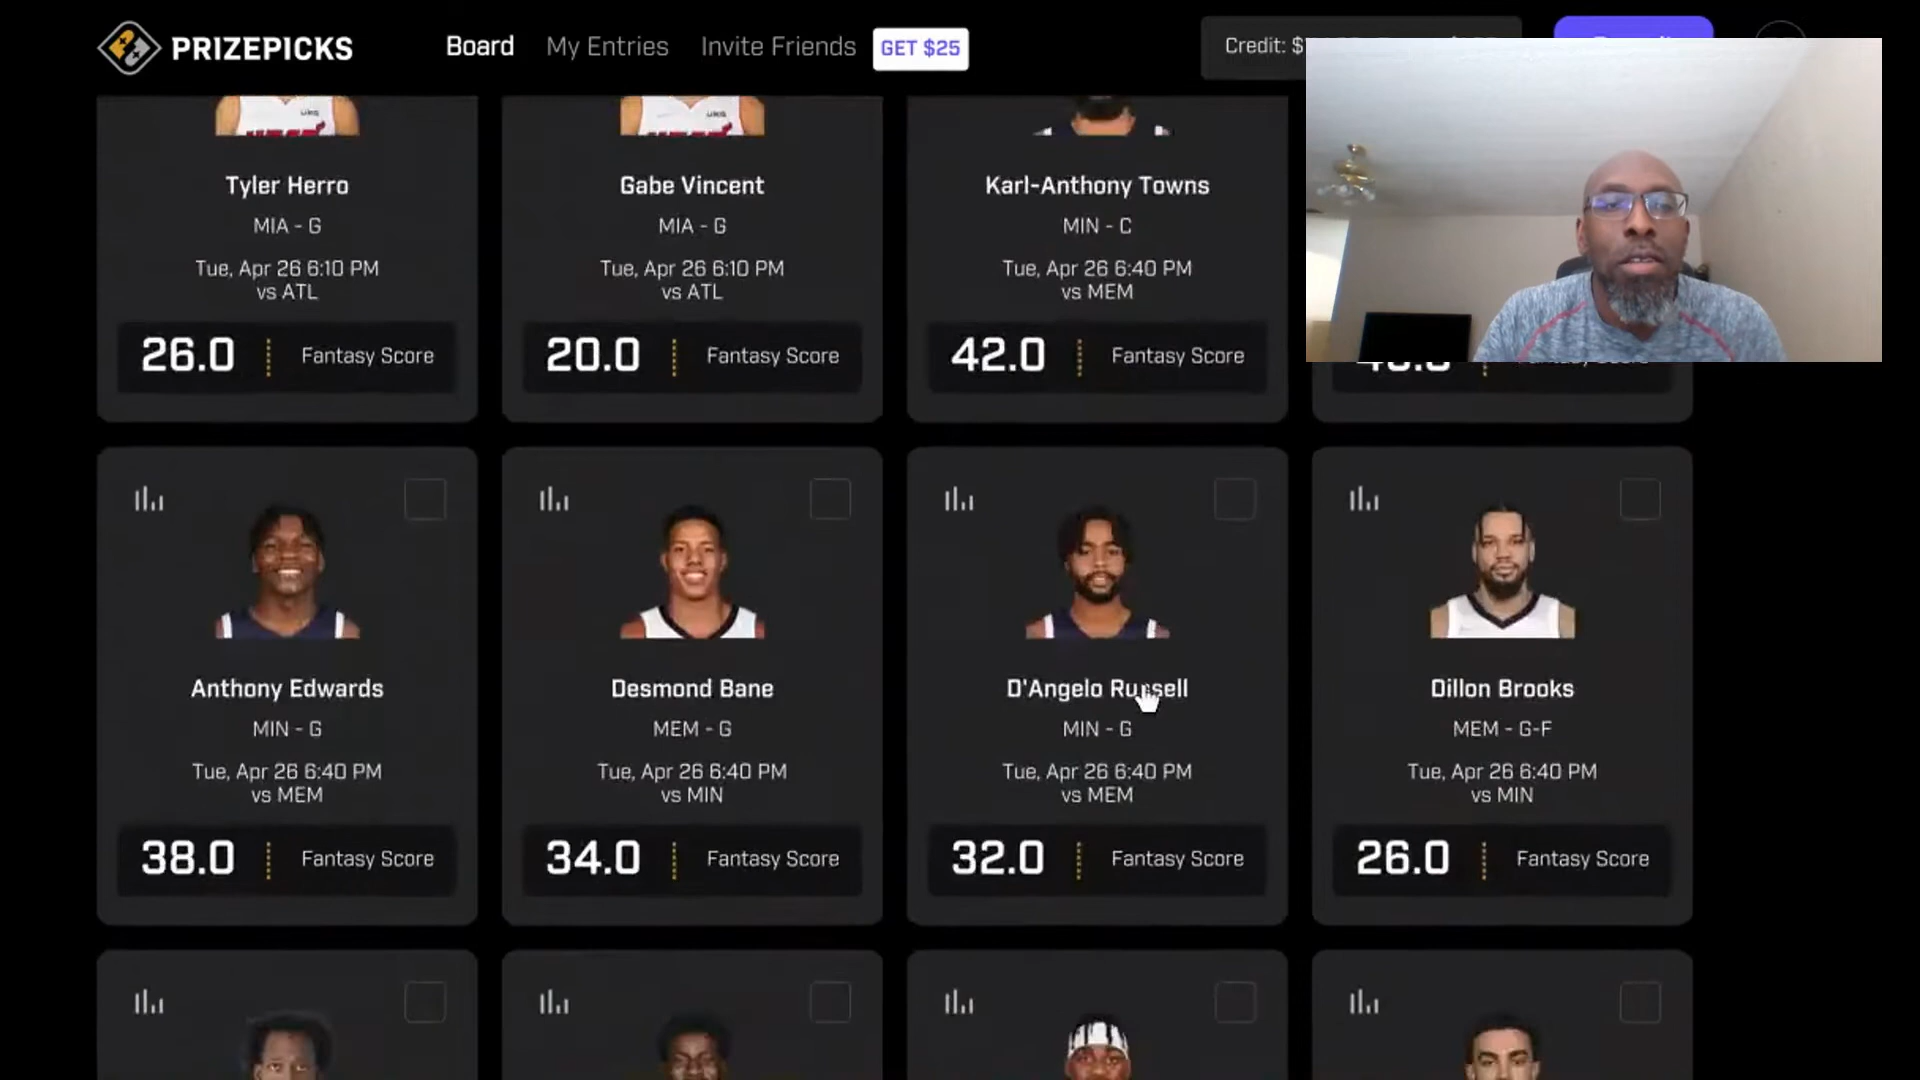 PRIZEPICKS
Board
My Entries
Invite Friends
GET $25
Credit: $
Tyler Herro
MIA - G
Tue, Apr 26 6:10 PM
vs ATL
26.0
Fantasy Score
Gabe Vincent
MIA - G
Tue, Apr 26 6:10 PM
vs ATL
20.0
Fantasy Score
Karl-Anthony Towns
MIN - C
Tue, Apr 26 6:40 PM
vs MEM
42.0
Fantasy Score
Anthony Edwards
MIN - G
Tue, Apr 26 6:40 PM
vs MEM
38.0
Fantasy Score
Desmond Bane
MEM - G
Tue, Apr 26 6:40 PM
vs MIN
34.0
Fantasy Score
D'Angelo Russell
MIN - G
Tue, Apr 26 6:40 PM
vs MEM
32.0
Fantasy Score
Dillon Brooks
MEM - G-F
Tue, Apr 26 6:40 PM
vs MIN
26.0
Fantasy Score